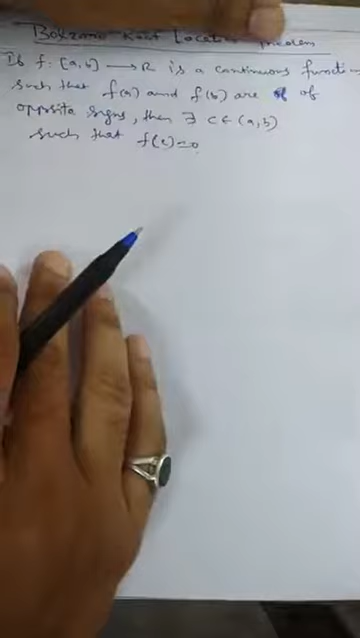 Bolzano Root Location Theorem
If f: [a,b] → R is a continuous function
such that f(a) and f(b) are of
opposite signs, then ∃ c ∈ (a,b)
such that f(c)=0